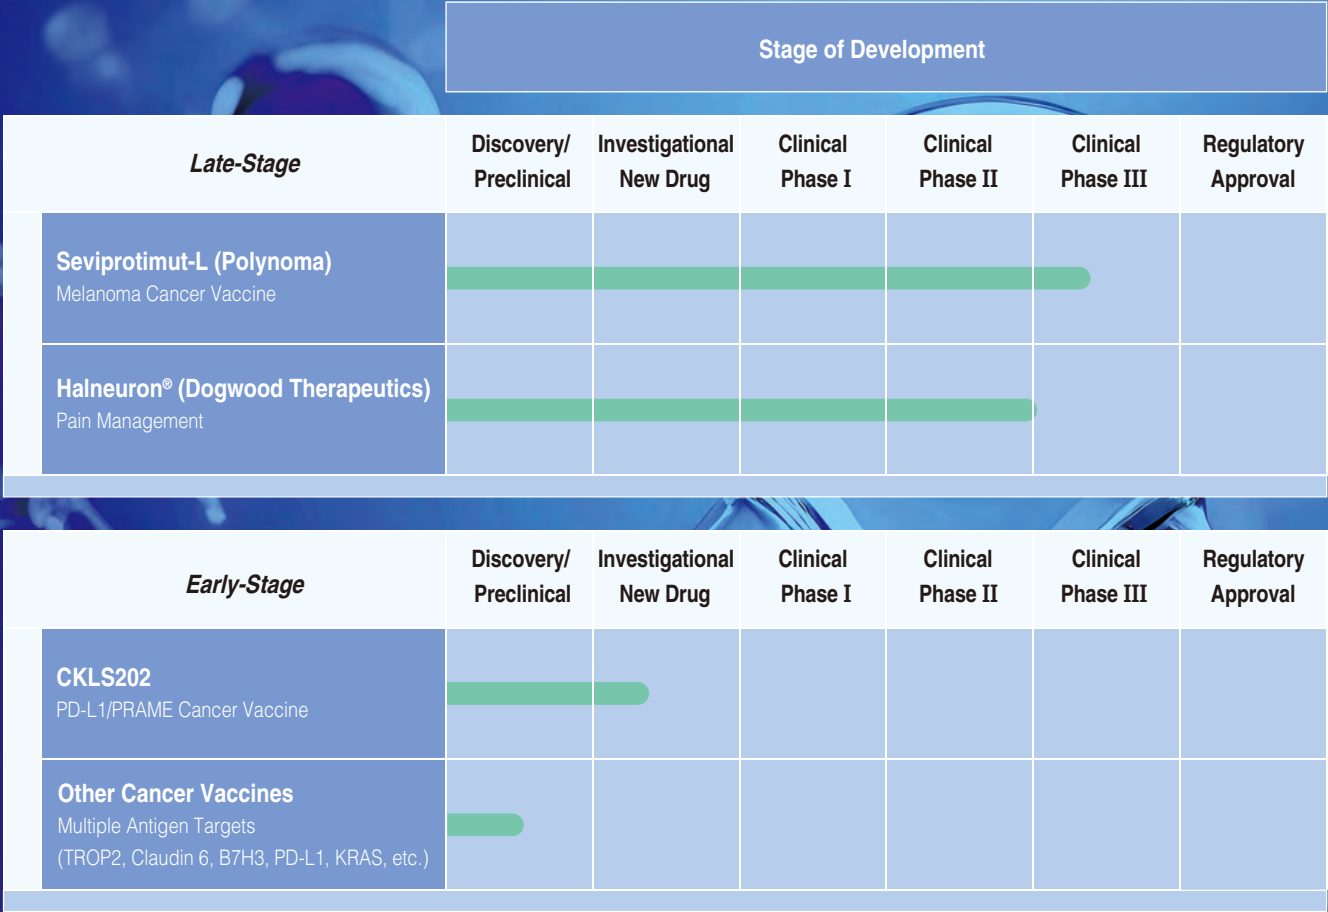 Stage of Development
Late-Stage
Discovery/
Preclinical
Investigational
New Drug
Clinical
Phase I
Clinical
Phase II
Clinical
Phase III
Regulatory
Approval
Seviprotimut-L (Polynoma)
Melanoma Cancer Vaccine
Halneuron® (Dogwood Therapeutics)
Pain Management
Early-Stage
Discovery/
Preclinical
Investigational
New Drug
Clinical
Phase I
Clinical
Phase II
Clinical
Phase III
Regulatory
Approval
CKLS202
PD-L1/PRAME Cancer Vaccine
Other Cancer Vaccines
Multiple Antigen Targets
(TROP2, Claudin 6, B7H3, PD-L1, KRAS, etc.)